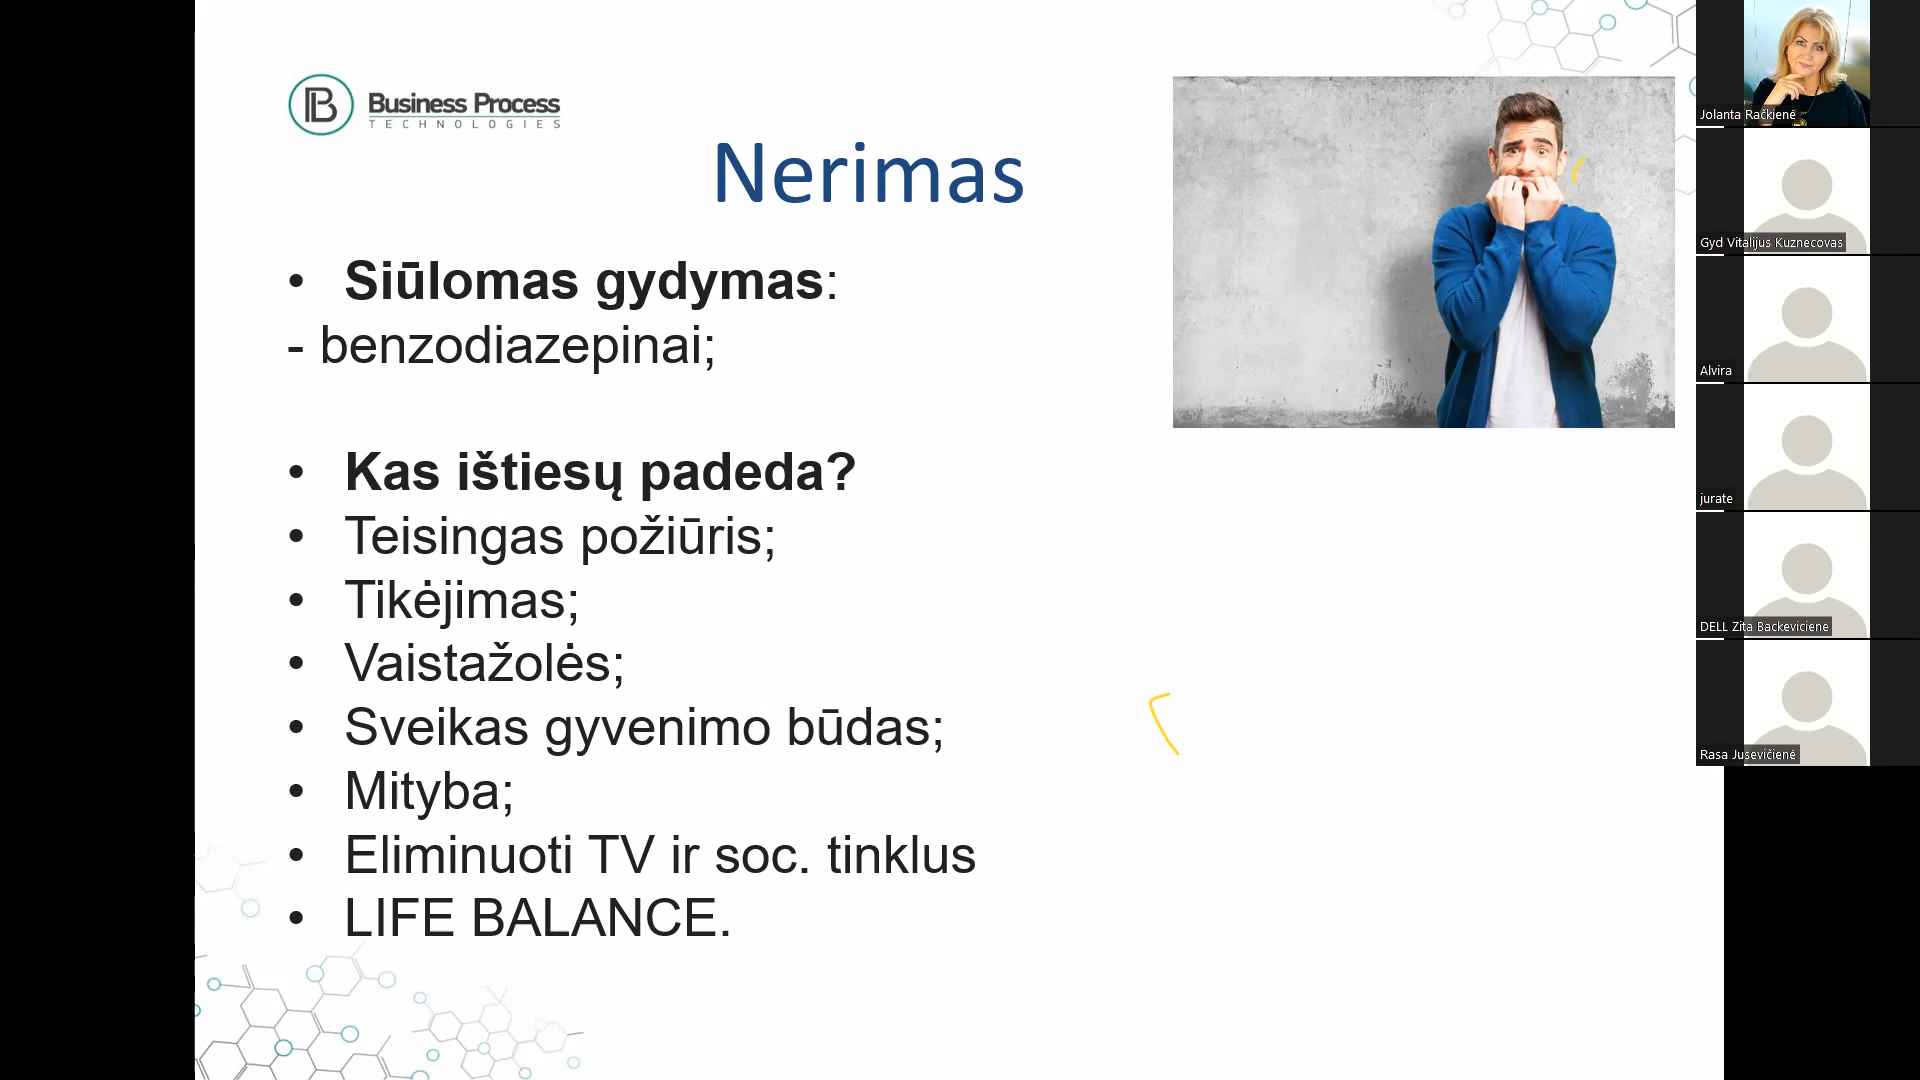 Business Process
TECHNOLOGIES
Nerimas
• Siūlomas gydymas:
- benzodiazepinai;
• Kas ištiesų padeda?
• Teisingas požiūris;
• Tikėjimas;
• Vaistažolės;
• Sveikas gyvenimo būdas;
• Mityba;
• Eliminuoti TV ir soc. tinklus
• LIFE BALANCE.
Jolanta Račkienė
Gyd Vitalijus Kuznecovas
Alvira
jurate
DELL Zita Backeviciene
Rasa Jusevičienė